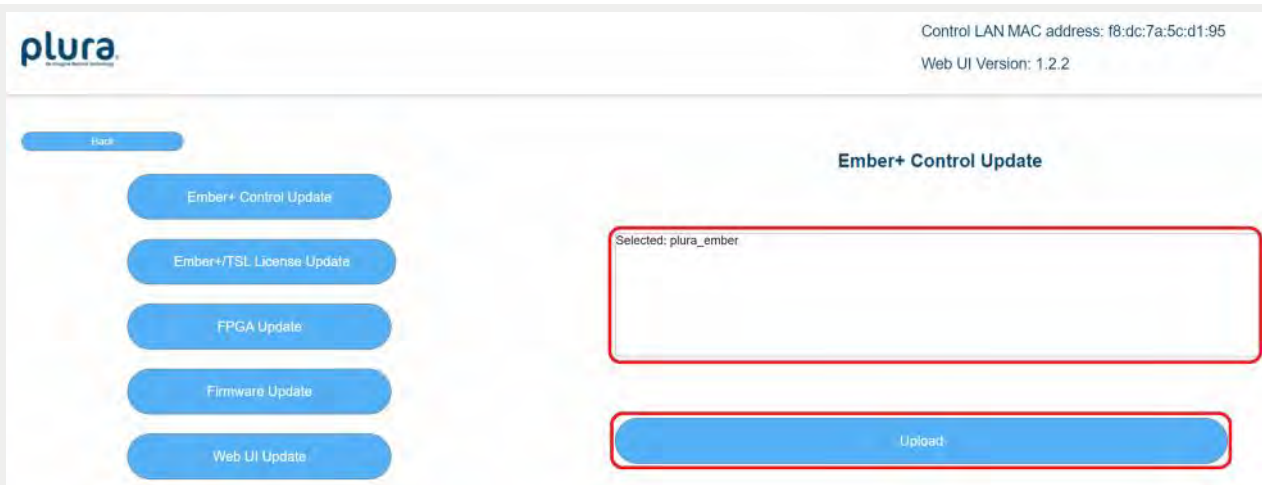 plura
Control LAN MAC address: f8:dc:7a:5c:d1:95
Web UI Version: 1.2.2
Back
Ember+ Control Update
Ember+/TSL License Update
FPGA Update
Firmware Update
Web UI Update
Ember+ Control Update
Selected: plura_ember
Upload